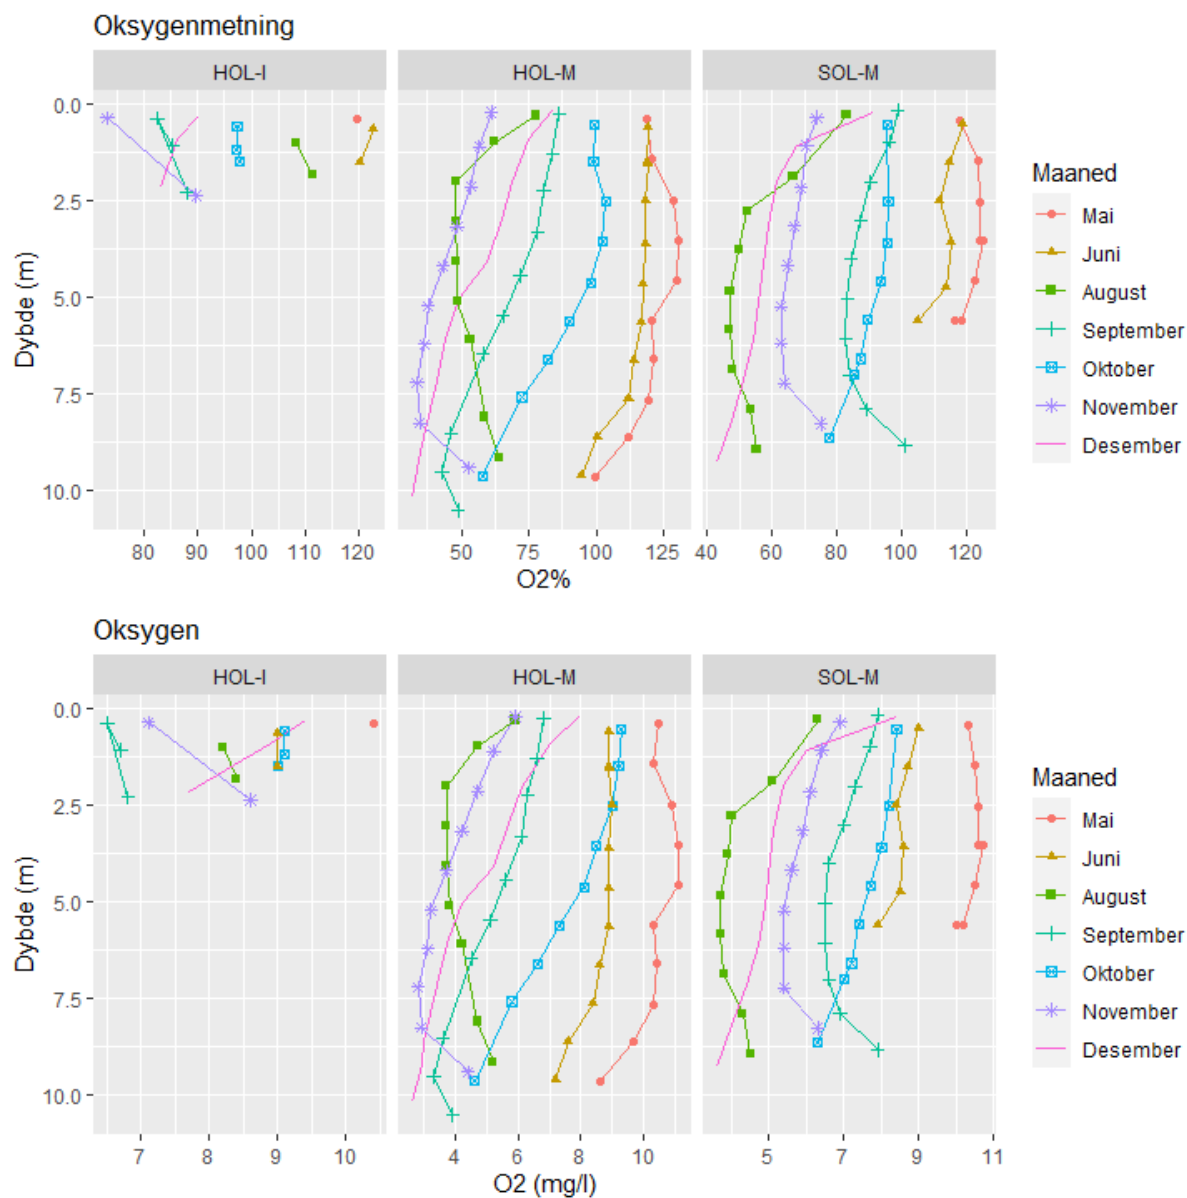 Oksygenmetning
HOL-I HOL-M SOL-M
0.0
2.5
5.0
7.5
10.0
Dybde (m)
80 90 100 110 120 50 75 100 125 40 60 80 100 120
O2%
Maaned
Mai
Juni
August
September
Oktober
November
Desember
Oksygen
HOL-I HOL-M SOL-M
0.0
2.5
5.0
7.5
10.0
Dybde (m)
7 8 9 10 4 6 8 10 5 7 9 11
O2 (mg/l)
Maaned
Mai
Juni
August
September
Oktober
November
Desember